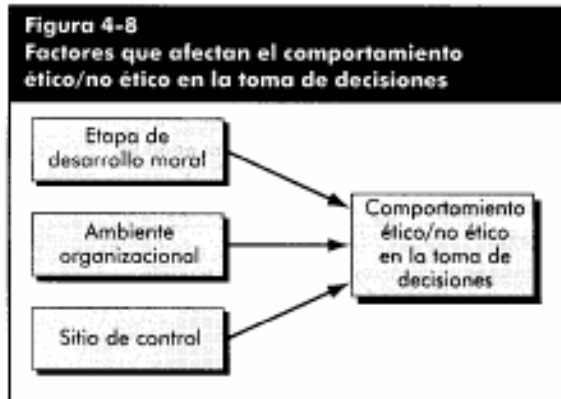 Figura 4-8
Factores que afectan el comportamiento
ético/no ético en la toma de decisiones
Etapa de
desarrollo moral
Ambiente
organizacional
Sitio de control
Comportamiento
ético/no ético
en la toma de
decisiones